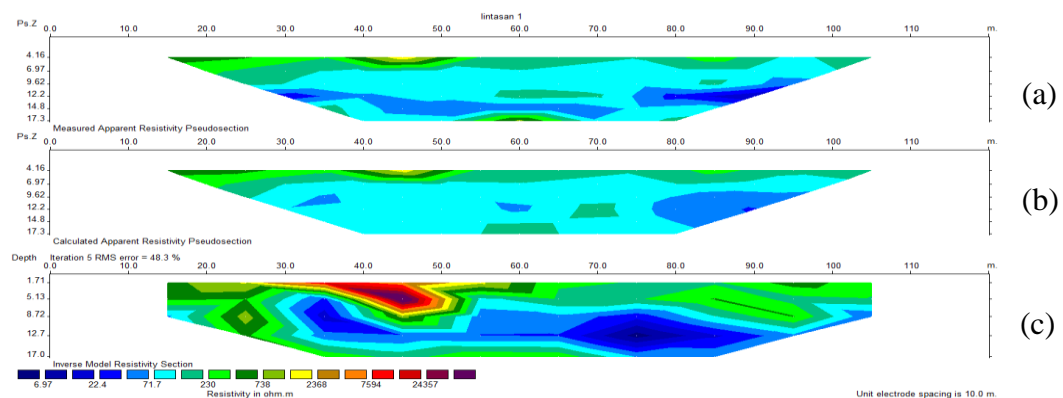 lintasan 1
Ps.Z 0.0 10.0 20.0 30.0 40.0 50.0 60.0 70.0 80.0 90.0 100 110 m.
4.16
6.97
9.62
12.2
14.8
17.3
Measured Apparent Resistivity Pseudosection
(a)
Ps.Z 0.0 10.0 20.0 30.0 40.0 50.0 60.0 70.0 80.0 90.0 100 110 m.
4.16
6.97
9.62
12.2
14.8
17.3
Calculated Apparent Resistivity Pseudosection
(b)
Depth Iteration 5 RMS error = 48.3 %
0.0 10.0 20.0 30.0 40.0 50.0 60.0 70.0 80.0 90.0 100 110 m.
1.71
5.13
8.72
12.7
17.0
(c)
Inverse Model Resistivity Section
6.97 22.4 71.7 230 738 2368 7594 24357
Resistivity in ohm.m
Unit electrode spacing is 10.0 m.